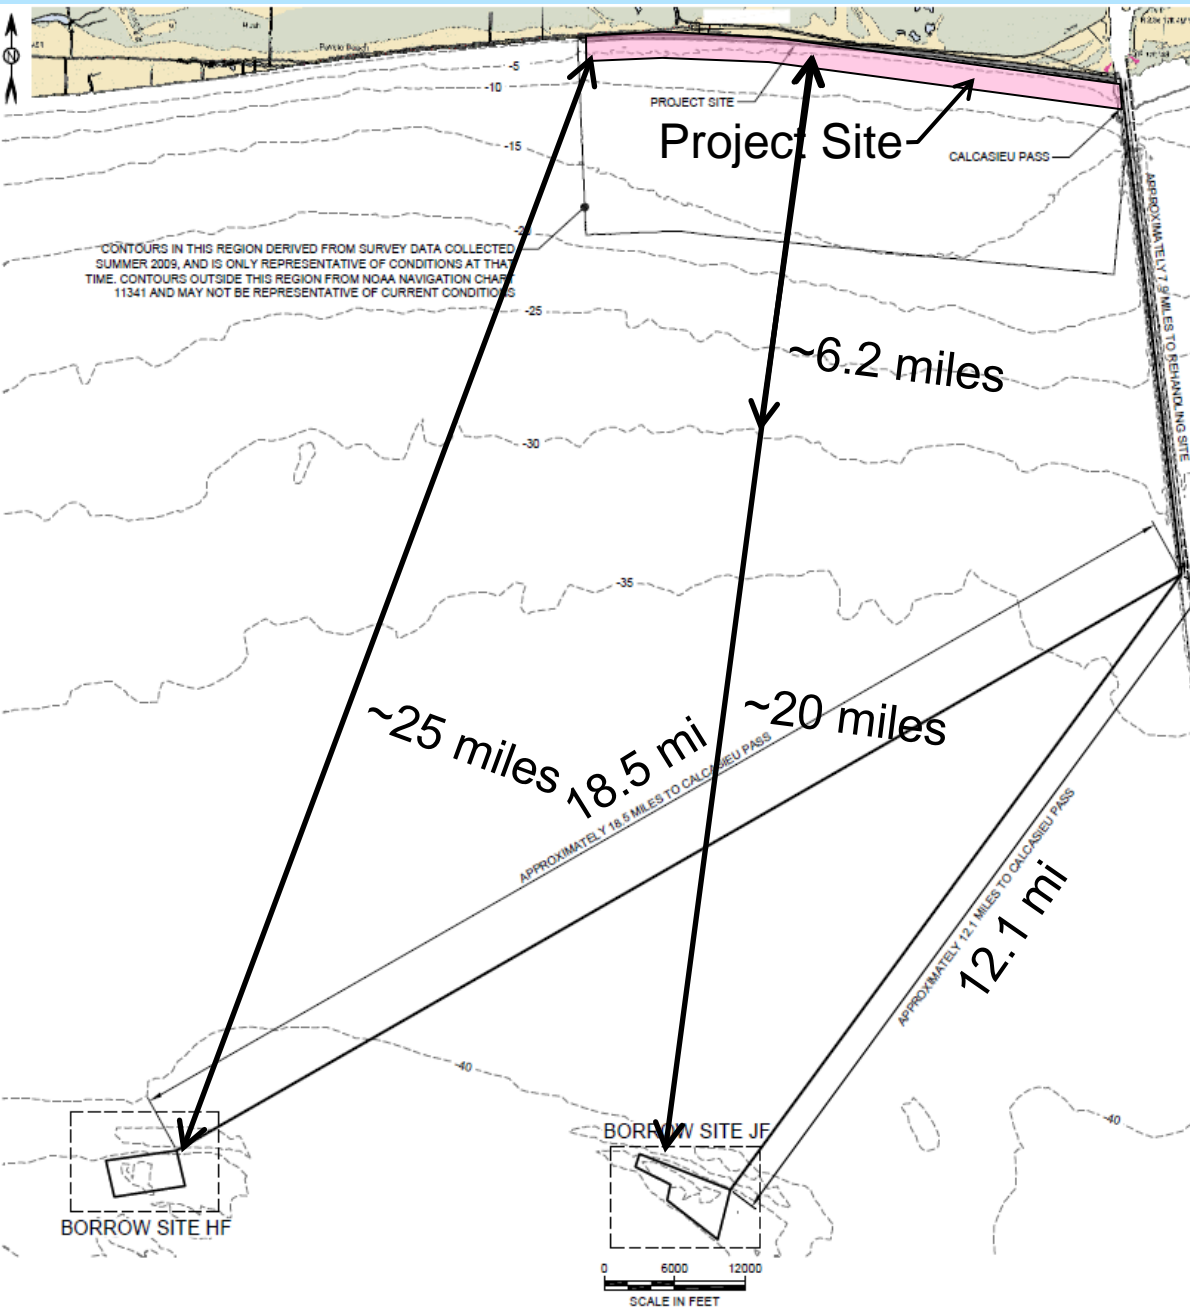 N
-5
-10
-15
-20
PROJECT SITE
Project Site
CALCASIEU PASS
CONTOURS IN THIS REGION DERIVED FROM SURVEY DATA COLLECTED
SUMMER 2009, AND IS ONLY REPRESENTATIVE OF CONDITIONS AT THAT
TIME. CONTOURS OUTSIDE THIS REGION FROM NOAA NAVIGATION CHART
11341 AND MAY NOT BE REPRESENTATIVE OF CURRENT CONDITIONS
APPROXIMATELY 7.9 MILES TO REHANDLING SITE
-25
~6.2 miles
-30
-35
~25 miles
18.5 mi
~20 miles
APPROXIMATELY 18.5 MILES TO CALCASIEU PASS
APPROXIMATELY 12.1 MILES TO CALCASIEU PASS
12.1 mi
-40
-40
BORROW SITE JF
BORROW SITE HF
0 6000 12000
SCALE IN FEET